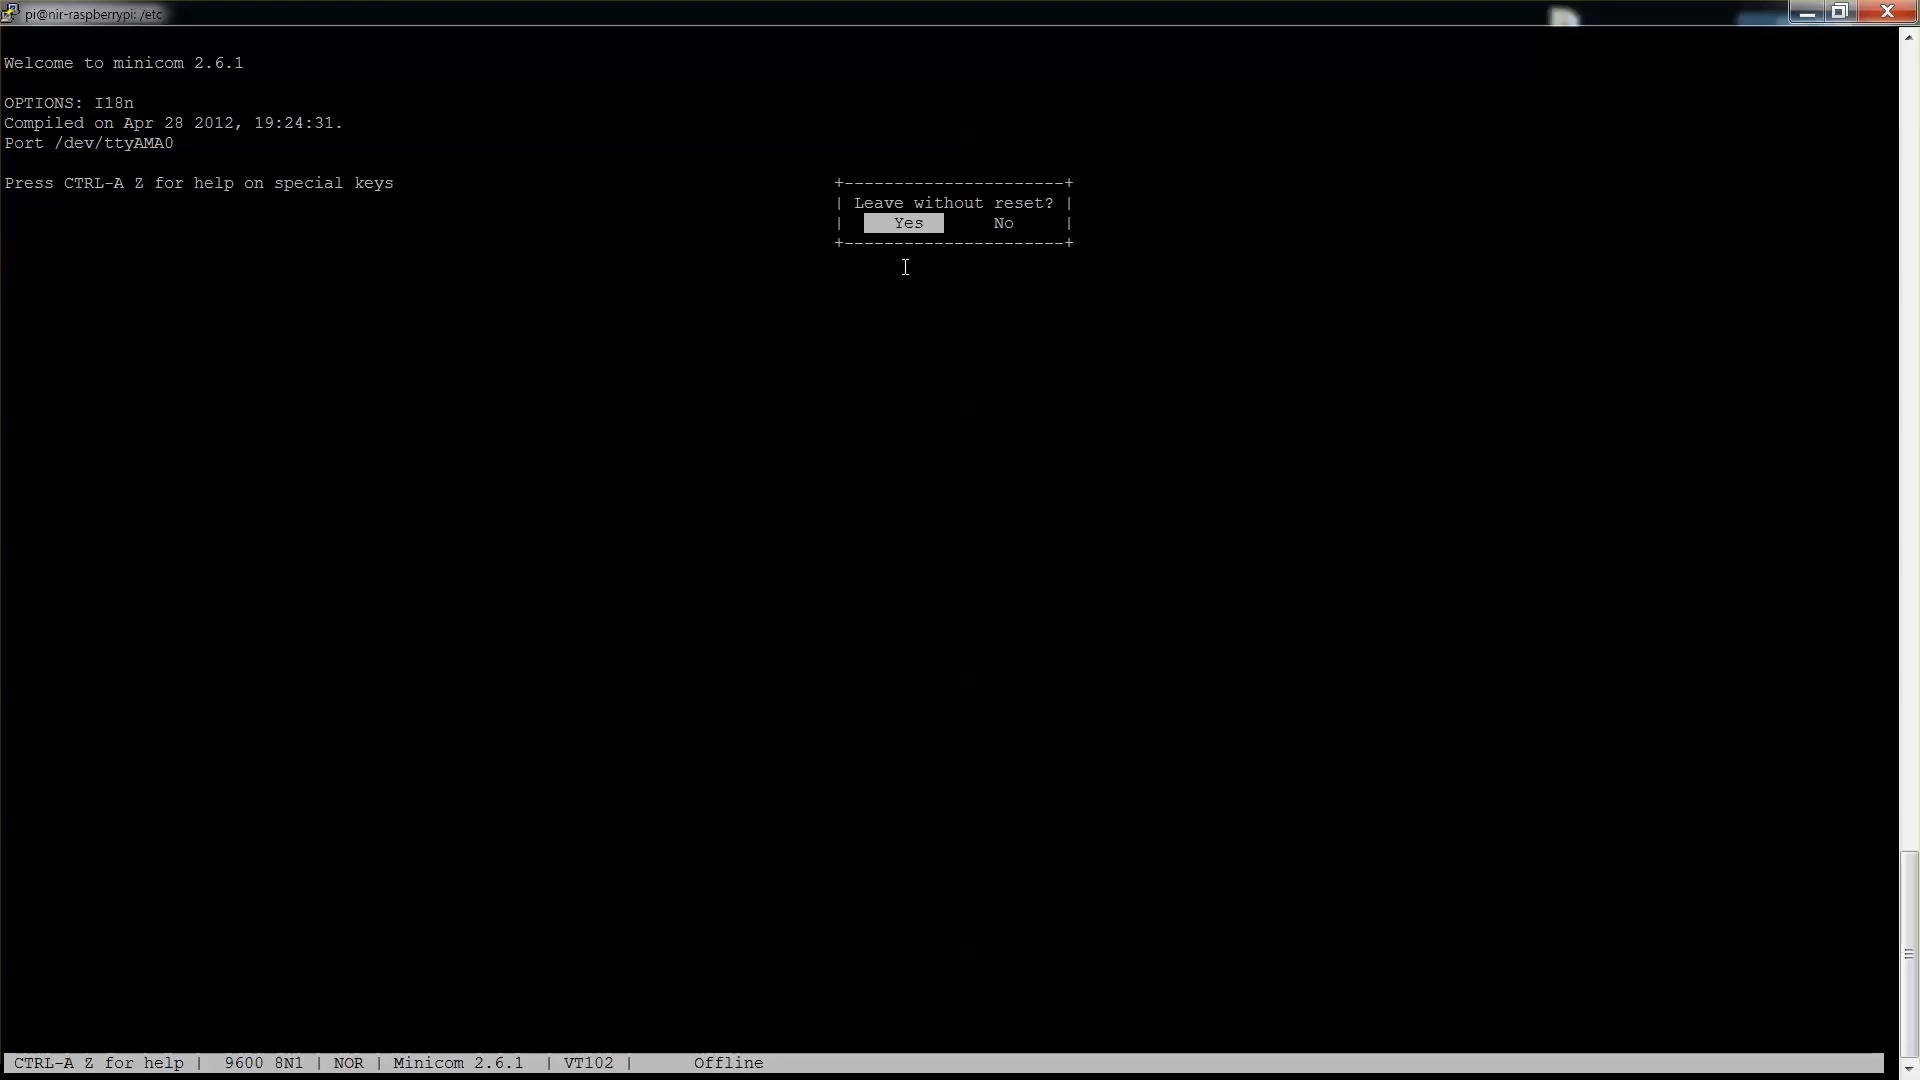 pi@nir-raspberrypi: /etc
Welcome to minicom 2.6.1
OPTIONS: I18n
Compiled on Apr 28 2012, 19:24:31.
Port /dev/ttyAMA0
Press CTRL-A Z for help on special keys
+----------------------+
| Leave without reset? |
| Yes No |
+----------------------+
CTRL-A Z for help | 9600 8N1 | NOR | Minicom 2.6.1 | VT102 | Offline